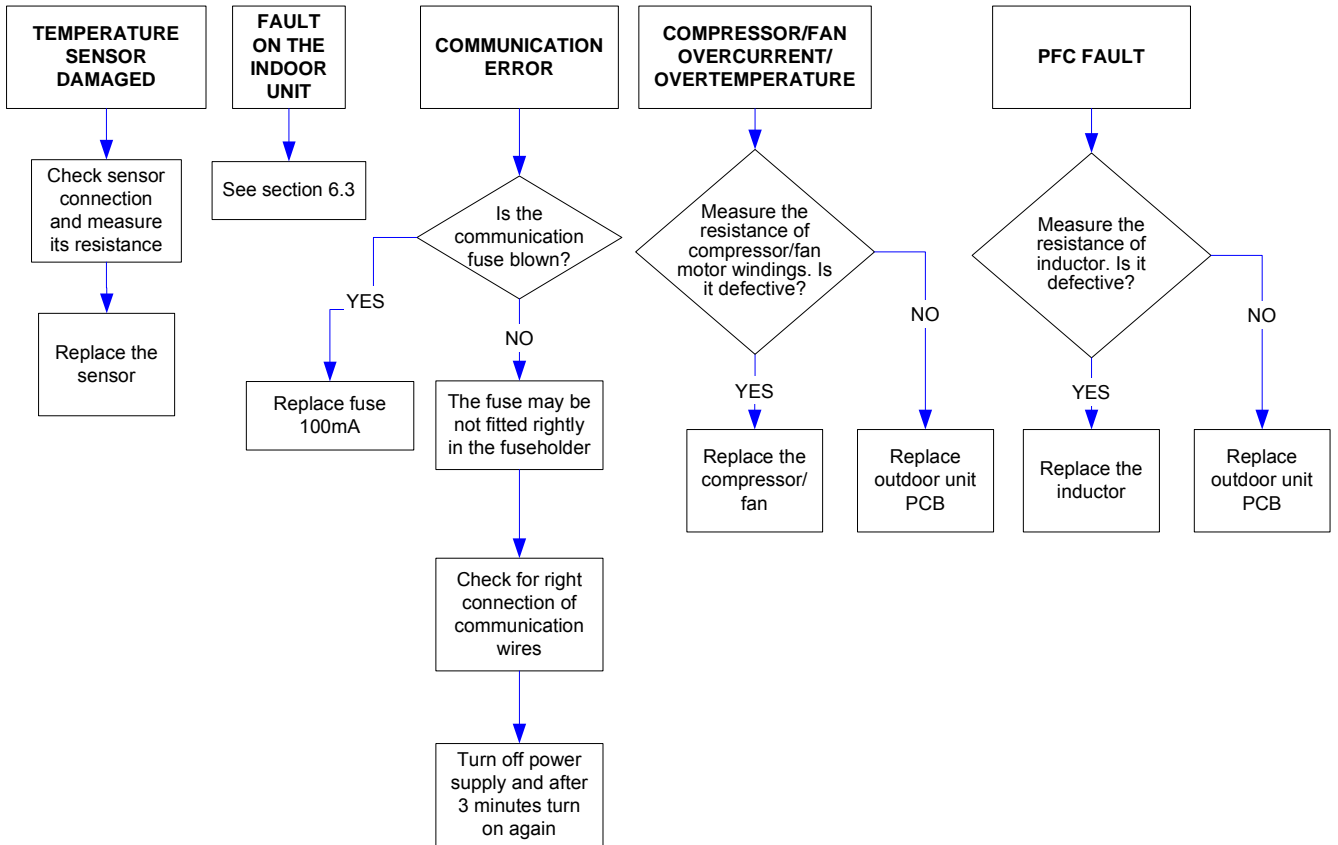 TEMPERATURE
SENSOR
DAMAGED
Check sensor
connection
and measure
its resistance
Replace the
sensor
FAULT
ON THE
INDOOR
UNIT
See section 6.3
COMMUNICATION
ERROR
Is the
communication
fuse blown?
YES
NO
Replace fuse
100mA
The fuse may be
not fitted rightly
in the fuseholder
Check for right
connection of
communication
wires
Turn off power
supply and after
3 minutes turn
on again
COMPRESSOR/FAN
OVERCURRENT/
OVERTEMPERATURE
Measure the
resistance of
compressor/fan
motor windings. Is
it defective?
YES
NO
Replace the
compressor/
fan
Replace
outdoor unit
PCB
PFC FAULT
Measure the
resistance of
inductor. Is it
defective?
YES
NO
Replace the
inductor
Replace
outdoor unit
PCB